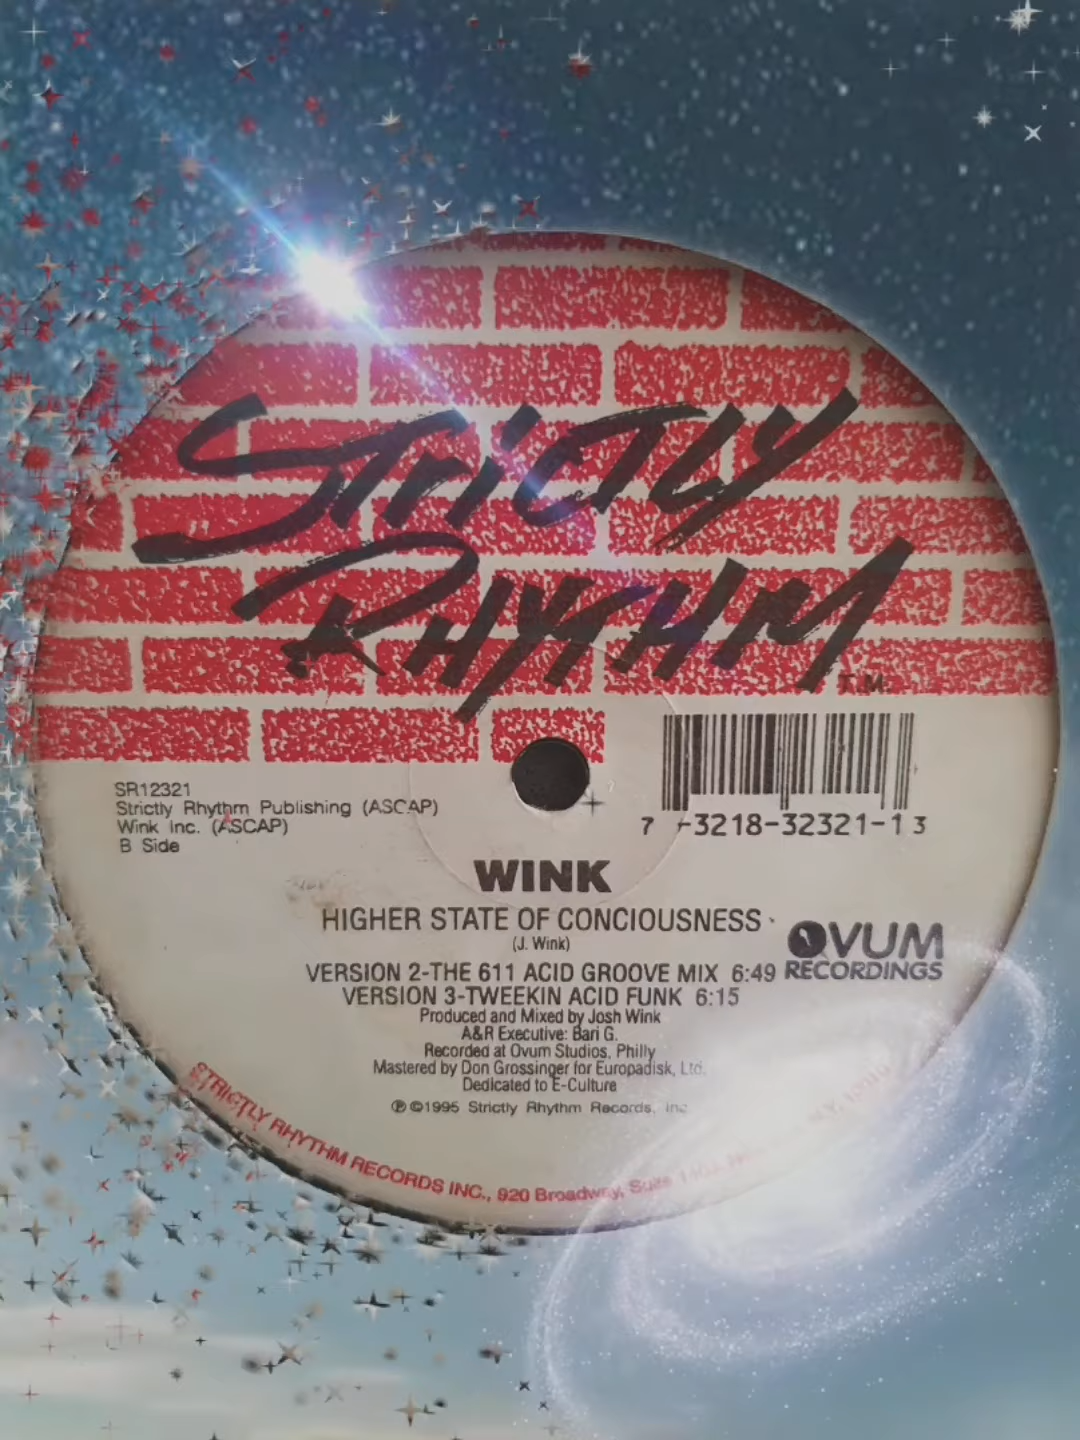 STRICTLY
RHYTHM
T.M.
SR12321
Strictly Rhythm Publishing (ASCAP)
Wink Inc. (ASCAP)
B Side
7 -3218-32321-1 3
WINK
HIGHER STATE OF CONCIOUSNESS
(J. Wink)
OVUM
RECORDINGS
VERSION 2-THE 611 ACID GROOVE MIX 6:49
VERSION 3-TWEEKIN ACID FUNK 6:15
Produced and Mixed by Josh Wink
A&R Executive: Bari G.
Recorded at Ovum Studios, Philly
Mastered by Don Grossinger for Europadisk, Ltd.
Dedicated to E-Culture
℗©1995 Strictly Rhythm Records, Inc
STRICTLY RHYTHM RECORDS INC., 920 Broadway, Suite